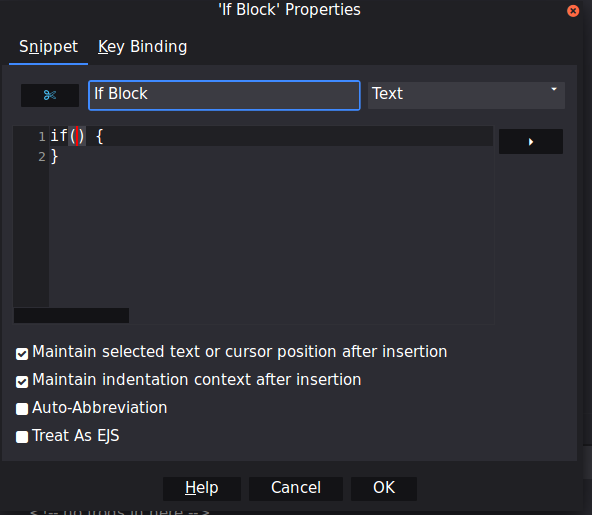 'If Block' Properties
Snippet Key Binding
If Block Text
1 if() {
2 }
Maintain selected text or cursor position after insertion
Maintain indentation context after insertion
Auto-Abbreviation
Treat As EJS
Help Cancel OK